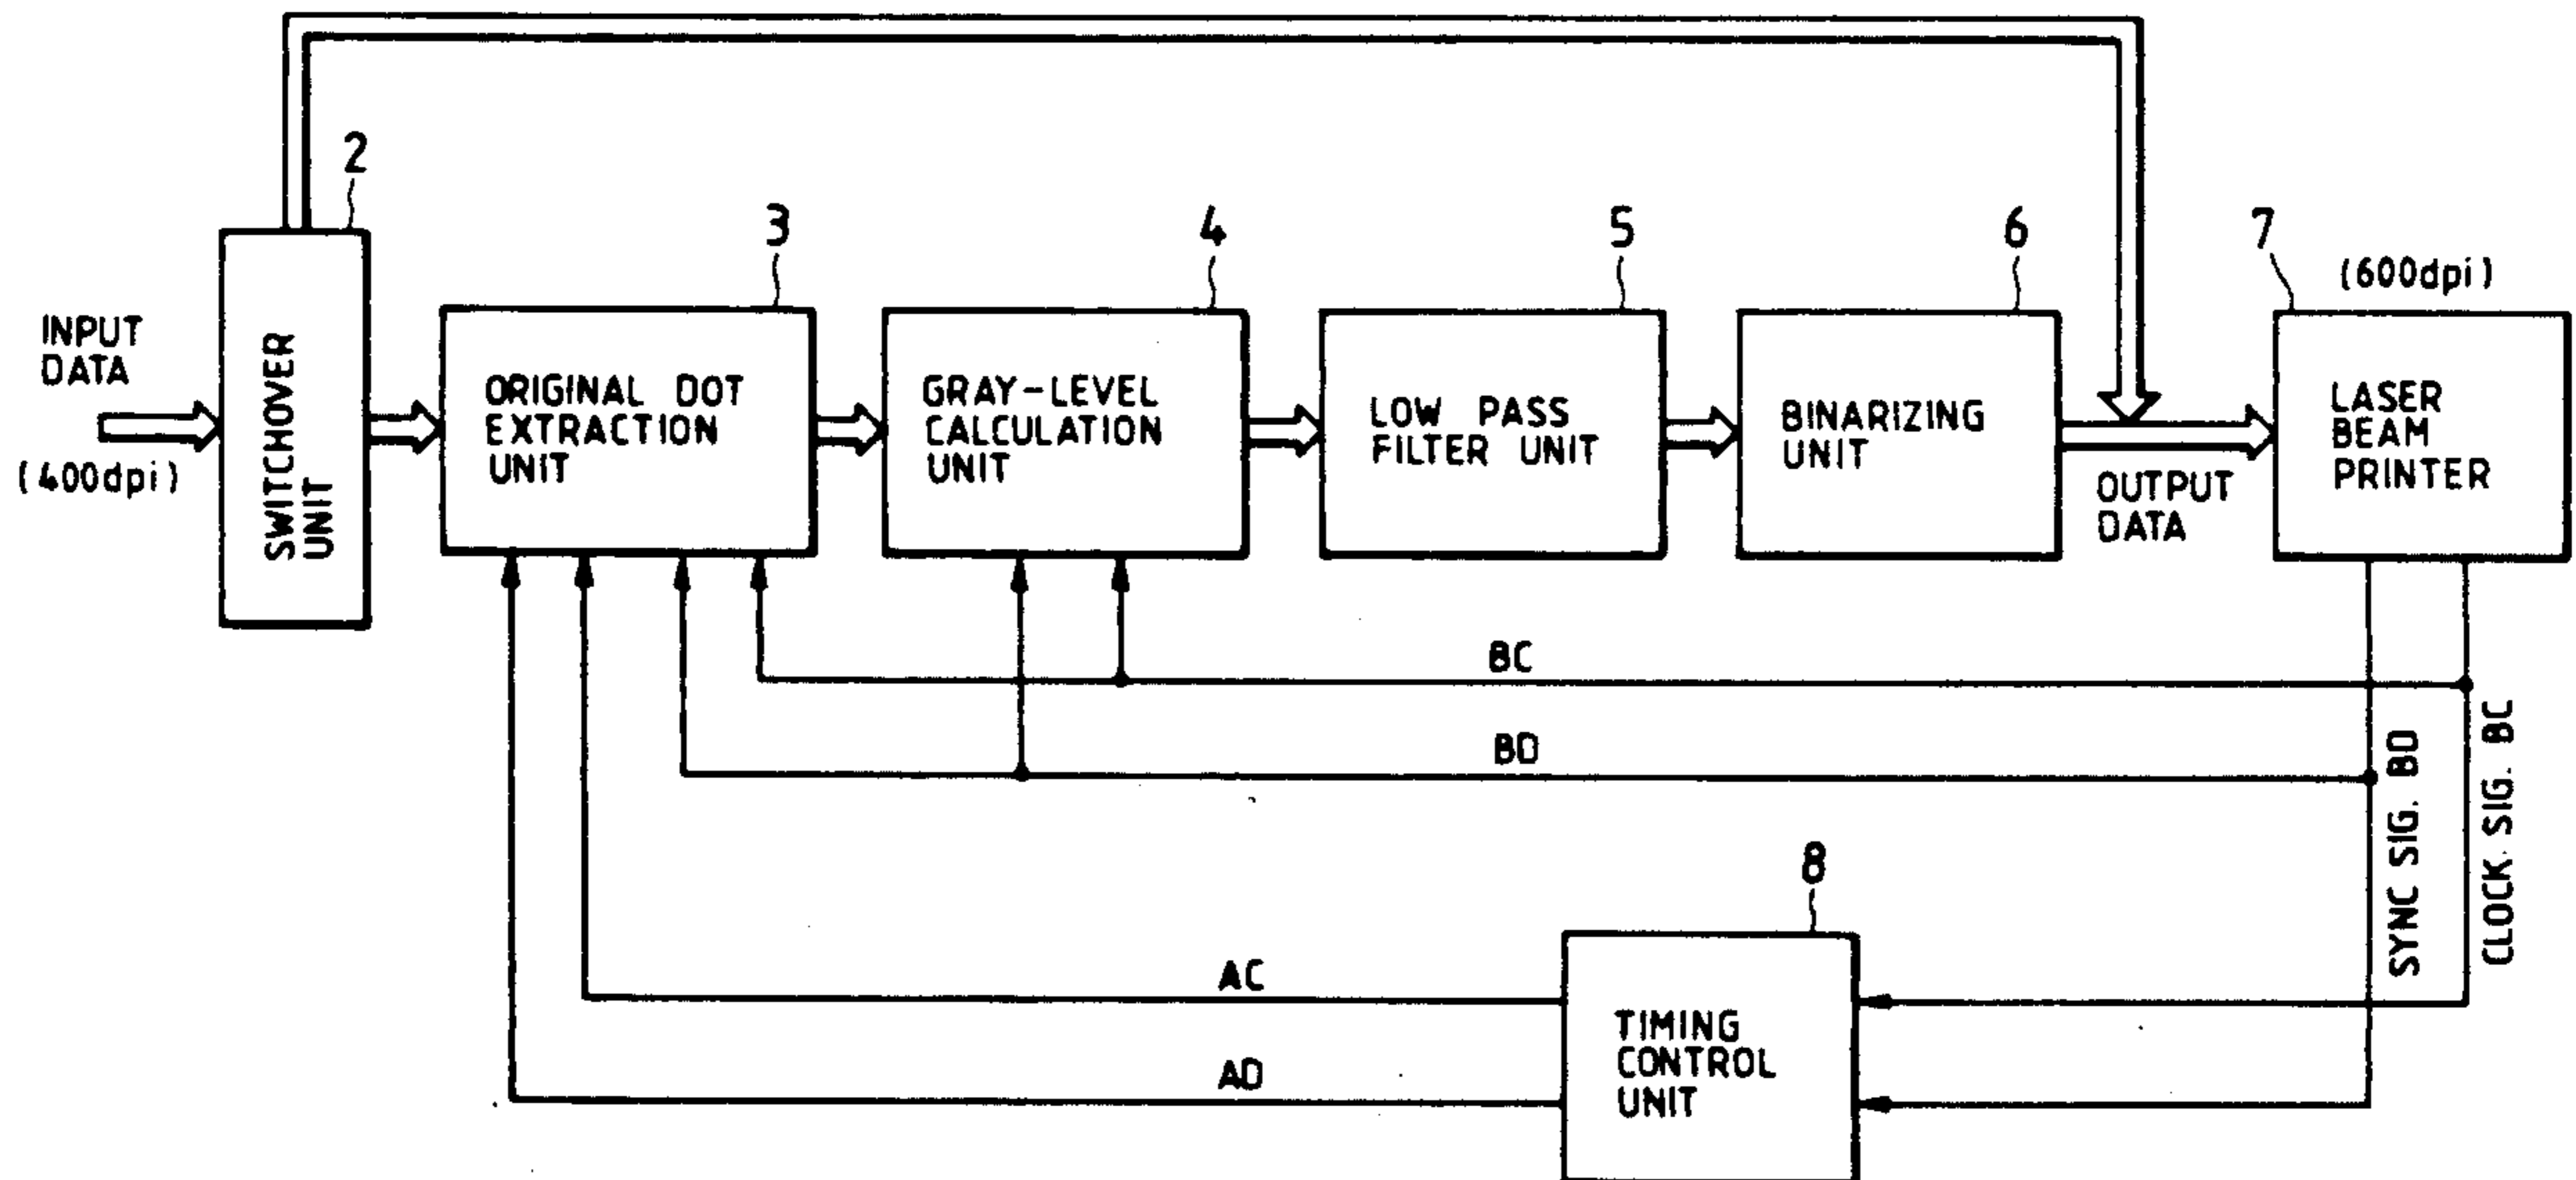 2
3
4
5
6
7
(600dpi)
INPUT
DATA
(400dpi)
SWITCHOVER
UNIT
ORIGINAL DOT
EXTRACTION
UNIT
GRAY-LEVEL
CALCULATION
UNIT
LOW PASS
FILTER UNIT
BINARIZING
UNIT
OUTPUT
DATA
LASER
BEAM
PRINTER
BC
BD
SYNC SIG. BD
CLOCK SIG. BC
8
AC
AD
TIMING
CONTROL
UNIT